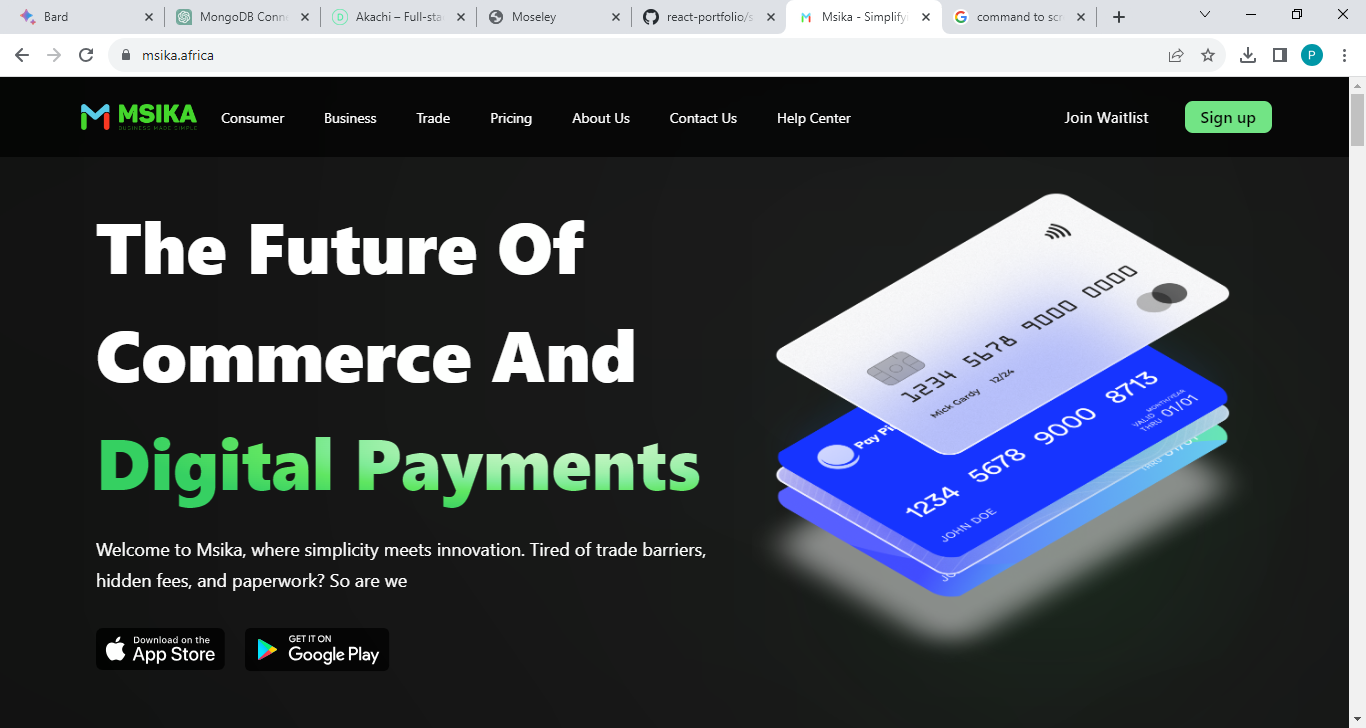 Bard
MongoDB Conne
Akachi – Full-sta
Moseley
react-portfolio/s
Msika - Simplifyi
command to scr
msika.africa
P
MSIKA
BUSINESS MADE SIMPLE
Consumer
Business
Trade
Pricing
About Us
Contact Us
Help Center
Join Waitlist
Sign up
The Future Of
Commerce And
Digital Payments
Welcome to Msika, where simplicity meets innovation. Tired of trade barriers,
hidden fees, and paperwork? So are we
Download on the
App Store
GET IT ON
Google Play
1234 5678 9000 0000
Mick Gardy 12/24
Pay Pi
1234 5678 9000 8713
MONTH/YEAR
VALID
THRU 01/01
JOHN DOE
THRU